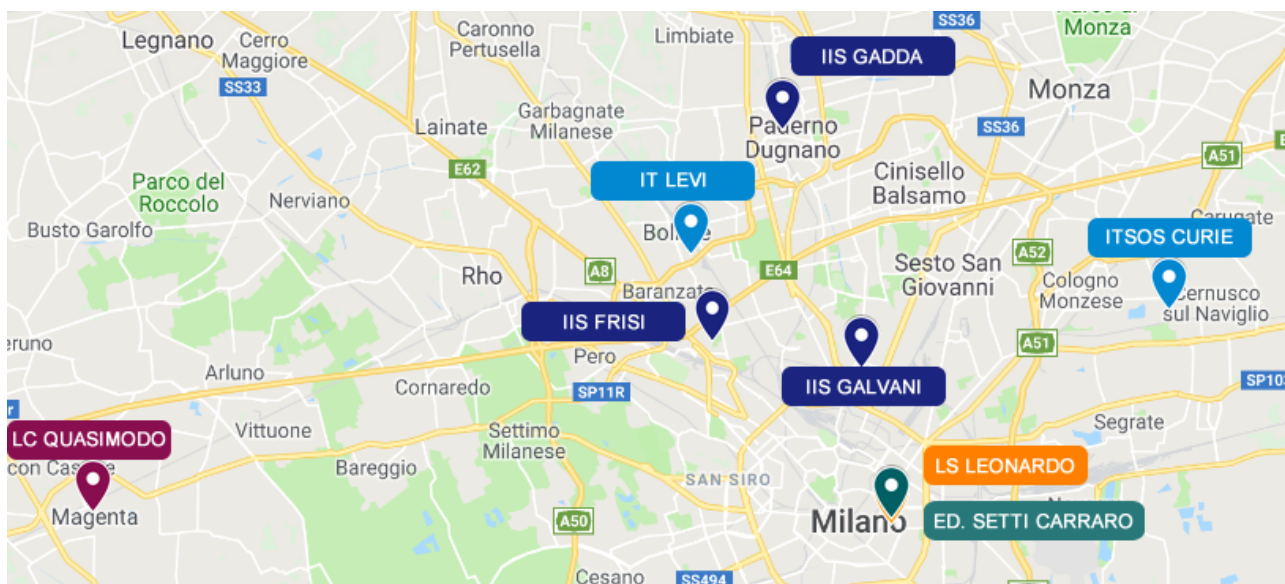 SS36
Parco di
Monza
Legnano
Cerro
Maggiore
Caronno
Pertusella
Limbiate
IIS GADDA
SS33
Monza
Garbagnate
Milanese
Lainate
Paderno
Dugnano
SS36
A51
E62
Cinisello
Balsamo
IT LEVI
Parco del
Roccolo
Nerviano
Busto Garolfo
Bollate
Carugate
ITSOS CURIE
A52
Rho
A8
E64
Sesto San
Giovanni
Cologno
Monzese
Cernusco
sul Naviglio
Baranzate
IIS FRISI
Pero
A51
Arluno
Cornaredo
SP11R
IIS GALVANI
SP103
LC QUASIMODO
Vittuone
Settimo
Milanese
Segrate
con Cas
Bareggio
SAN SIRO
LS LEONARDO
Magenta
A50
Milano
ED. SETTI CARRARO
Cesano
SS494